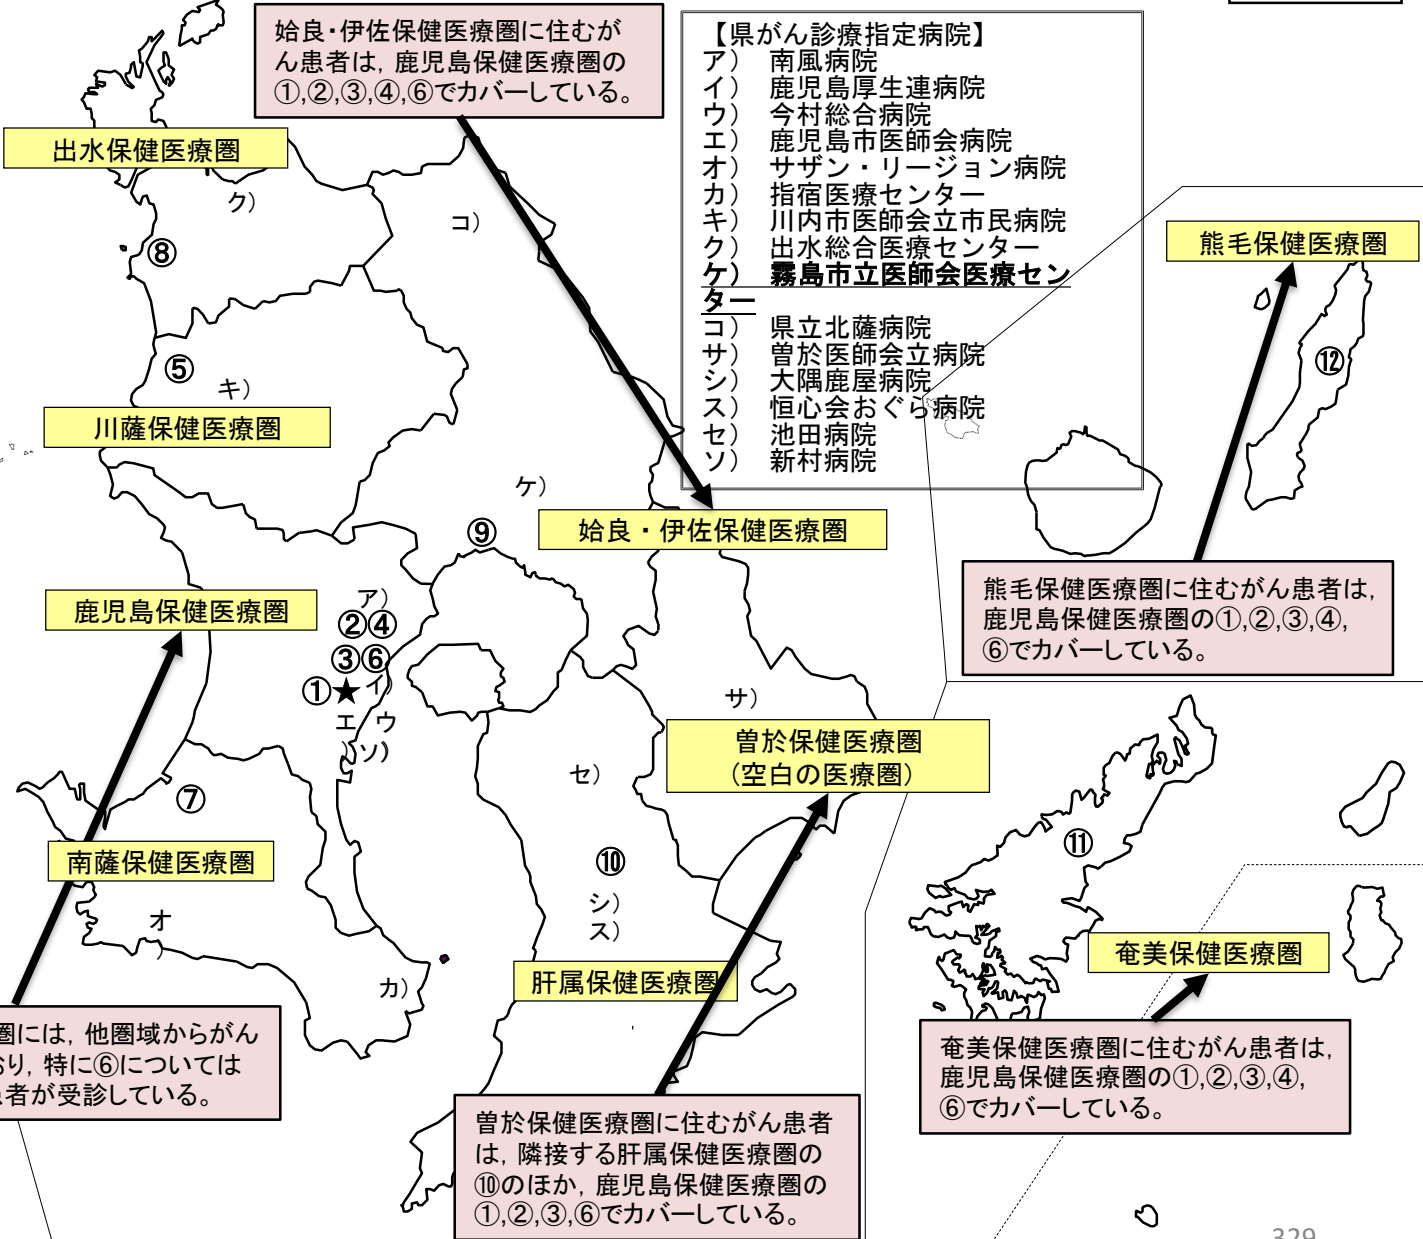 始良・伊佐保健医療圏に住むが
ん患者は，鹿児島保健医療圏の
①,②,③,④,⑥でカバーしている。
【県がん診療指定病院】
ア） 南風病院
イ） 鹿児島厚生連病院
ウ） 今村総合病院
エ） 鹿児島市医師会病院
オ） サザン・リージョン病院
カ） 指宿医療センター
キ） 川内市医師会立市民病院
ク） 出水総合医療センター
ケ） 霧島市立医師会医療セン
ター
コ） 県立北薩病院
サ） 曽於医師会立病院
シ） 大隅鹿屋病院
ス） 恒心会おぐら病院
セ） 池田病院
ソ） 新村病院
出水保健医療圏
ク）
コ）
⑧
熊毛保健医療圏
⑫
⑤
キ）
川薩保健医療圏
ケ）
⑨
姶良・伊佐保健医療圏
熊毛保健医療圏に住むがん患者は，
鹿児島保健医療圏の①,②,③,④,
⑥でカバーしている。
鹿児島保健医療圏
ア）
②④
③⑥
①★イ）
エ ウ
）ソ）
サ）
曽於保健医療圏
（空白の医療圏）
セ）
⑦
南薩保健医療圏
⑩
シ）
ス）
⑪
オ
）
カ）
肝属保健医療圏
奄美保健医療圏
圏には，他圏域からがん
おり，特に⑥については
患者が受診している。
奄美保健医療圏に住むがん患者は，
鹿児島保健医療圏の①,②,③,④,
⑥でカバーしている。
曽於保健医療圏に住むがん患者
は，隣接する肝属保健医療圏の
⑩のほか，鹿児島保健医療圏の
①,②,③,⑥でカバーしている。
329